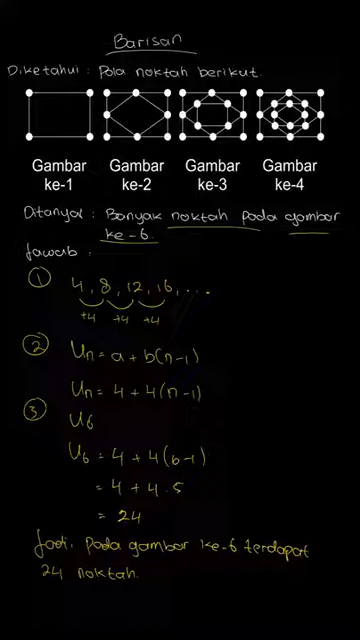 Barisan
Diketahui : Pola noktah berikut.
Gambar ke-1 Gambar ke-2 Gambar ke-3 Gambar ke-4
Ditanya : Banyak noktah pada gambar
ke-6.
Jawab :
① 4, 8, 12, 16, ...
+4 +4 +4
② Un = a + b(n-1)
Un = 4 + 4(n-1)
③ U6
U6 = 4 + 4(6-1)
= 4 + 4.5
= 24
Jadi, pada gambar ke-6 terdapat
24 noktah.